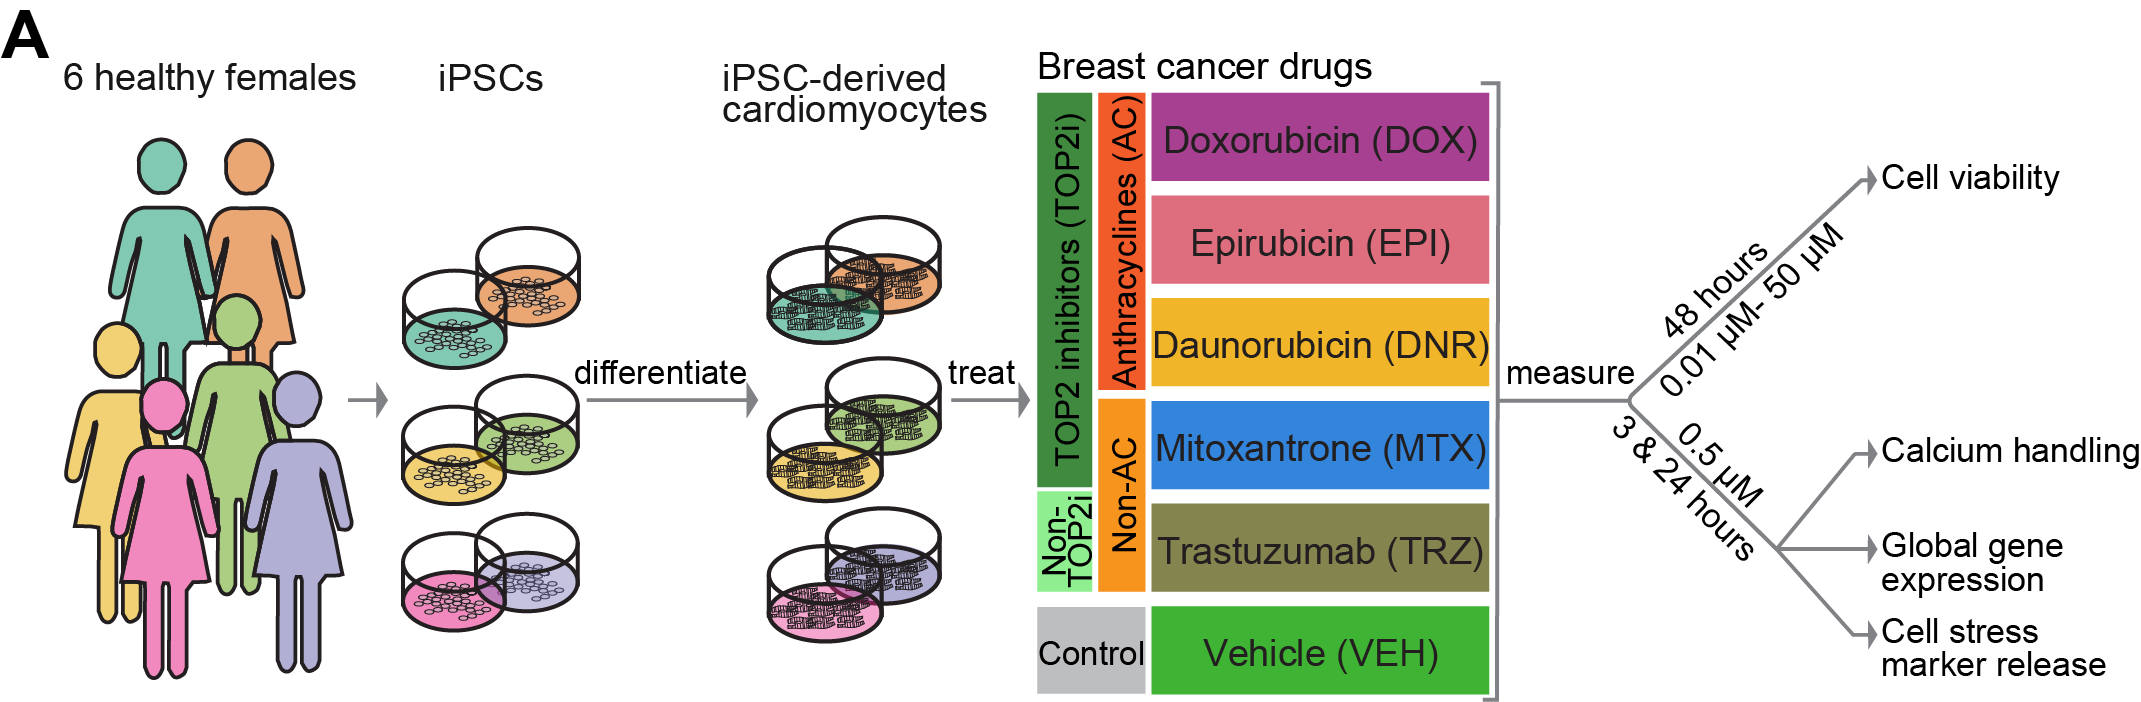 A
6 healthy females
iPSCs
differentiate
iPSC-derived
cardiomyocytes
treat
Breast cancer drugs
TOP2 inhibitors (TOP2i)
Non-
TOP2i
Anthracyclines (AC)
Non-AC
Control
Doxorubicin (DOX)
Epirubicin (EPI)
Daunorubicin (DNR)
Mitoxantrone (MTX)
Trastuzumab (TRZ)
Vehicle (VEH)
measure
48 hours
0.01 µM- 50 µM
0.5 µM
3 & 24 hours
Cell viability
Calcium handling
Global gene
expression
Cell stress
marker release